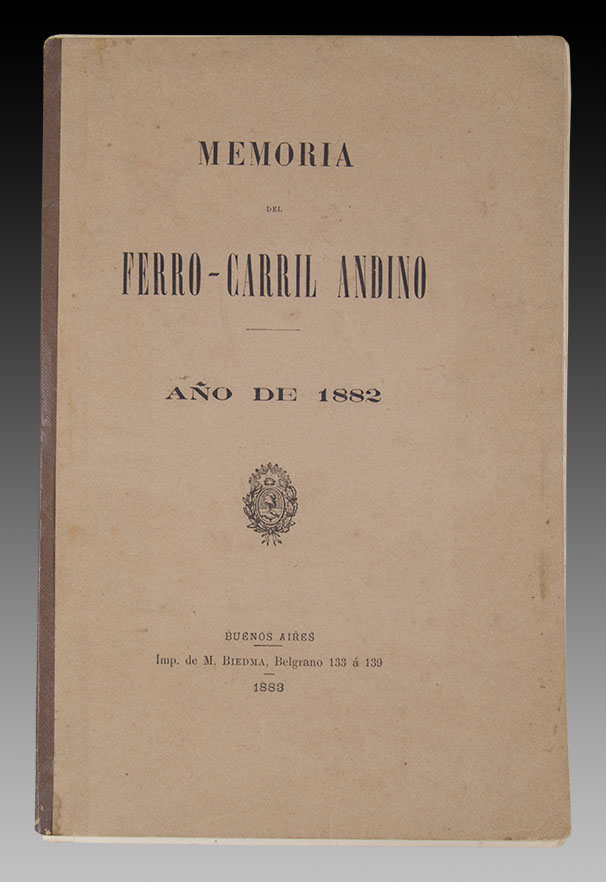 MEMORIA
DEL
FERRO-CARRIL ANDINO
AÑO DE 1882
BUENOS AIRES
Imp. de M. BIEDMA, Belgrano 133 á 139
1883